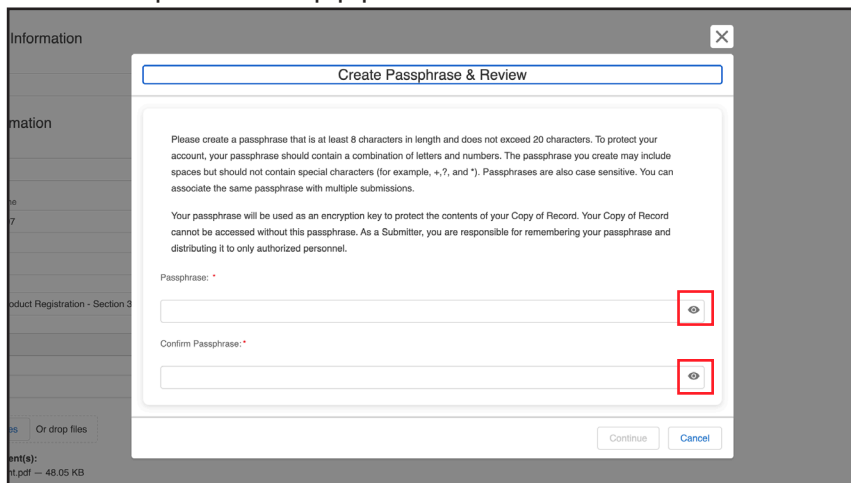 Information
Create Passphrase & Review
mation
Please create a passphrase that is at least 8 characters in length and does not exceed 20 characters. To protect your
account, your passphrase should contain a combination of letters and numbers. The passphrase you create may include
spaces but should not contain special characters (for example, +,?, and *). Passphrases are also case sensitive. You can
associate the same passphrase with multiple submissions.
Your passphrase will be used as an encryption key to protect the contents of your Copy of Record. Your Copy of Record
cannot be accessed without this passphrase. As a Submitter, you are responsible for remembering your passphrase and
distributing it to only authorized personnel.
Passphrase: *
oduct Registration - Section 3
Confirm Passphrase:*
Or drop files
Continue Cancel
ent(s):
nt.pdf — 48.05 KB